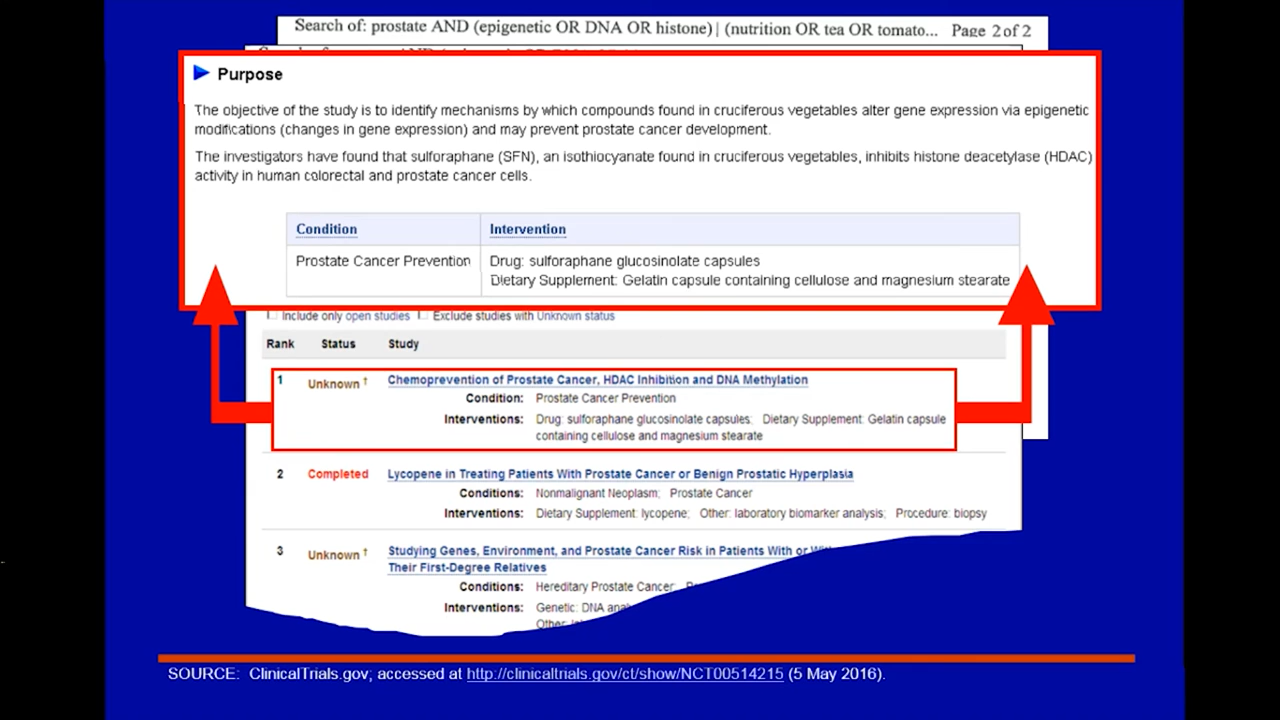 Search of: prostate AND (epigenetic OR DNA OR histone) | (nutrition OR tea OR tomato... Page 2 of 2
Purpose
The objective of the study is to identify mechanisms by which compounds found in cruciferous vegetables alter gene expression via epigenetic
modifications (changes in gene expression) and may prevent prostate cancer development.
The investigators have found that sulforaphane (SFN), an isothiocyanate found in cruciferous vegetables, inhibits histone deacetylase (HDAC)
activity in human colorectal and prostate cancer cells.
Condition Intervention
Prostate Cancer Prevention Drug: sulforaphane glucosinolate capsules
Dietary Supplement: Gelatin capsule containing cellulose and magnesium stearate
Include only open studies Exclude studies with Unknown status
Rank Status Study
1 Unknown † Chemoprevention of Prostate Cancer, HDAC Inhibition and DNA Methylation
Condition: Prostate Cancer Prevention
Interventions: Drug: sulforaphane glucosinolate capsules; Dietary Supplement: Gelatin capsule
containing cellulose and magnesium stearate
2 Completed Lycopene in Treating Patients With Prostate Cancer or Benign Prostatic Hyperplasia
Conditions: Nonmalignant Neoplasm; Prostate Cancer
Interventions: Dietary Supplement: lycopene; Other: laboratory biomarker analysis; Procedure: biopsy
3 Unknown † Studying Genes, Environment, and Prostate Cancer Risk in Patients With or
Their First-Degree Relatives
Conditions: Hereditary Prostate Cancer;
Interventions: Genetic: DNA
Other:
SOURCE: ClinicalTrials.gov; accessed at http://clinicaltrials.gov/ct/show/NCT00514215 (5 May 2016).